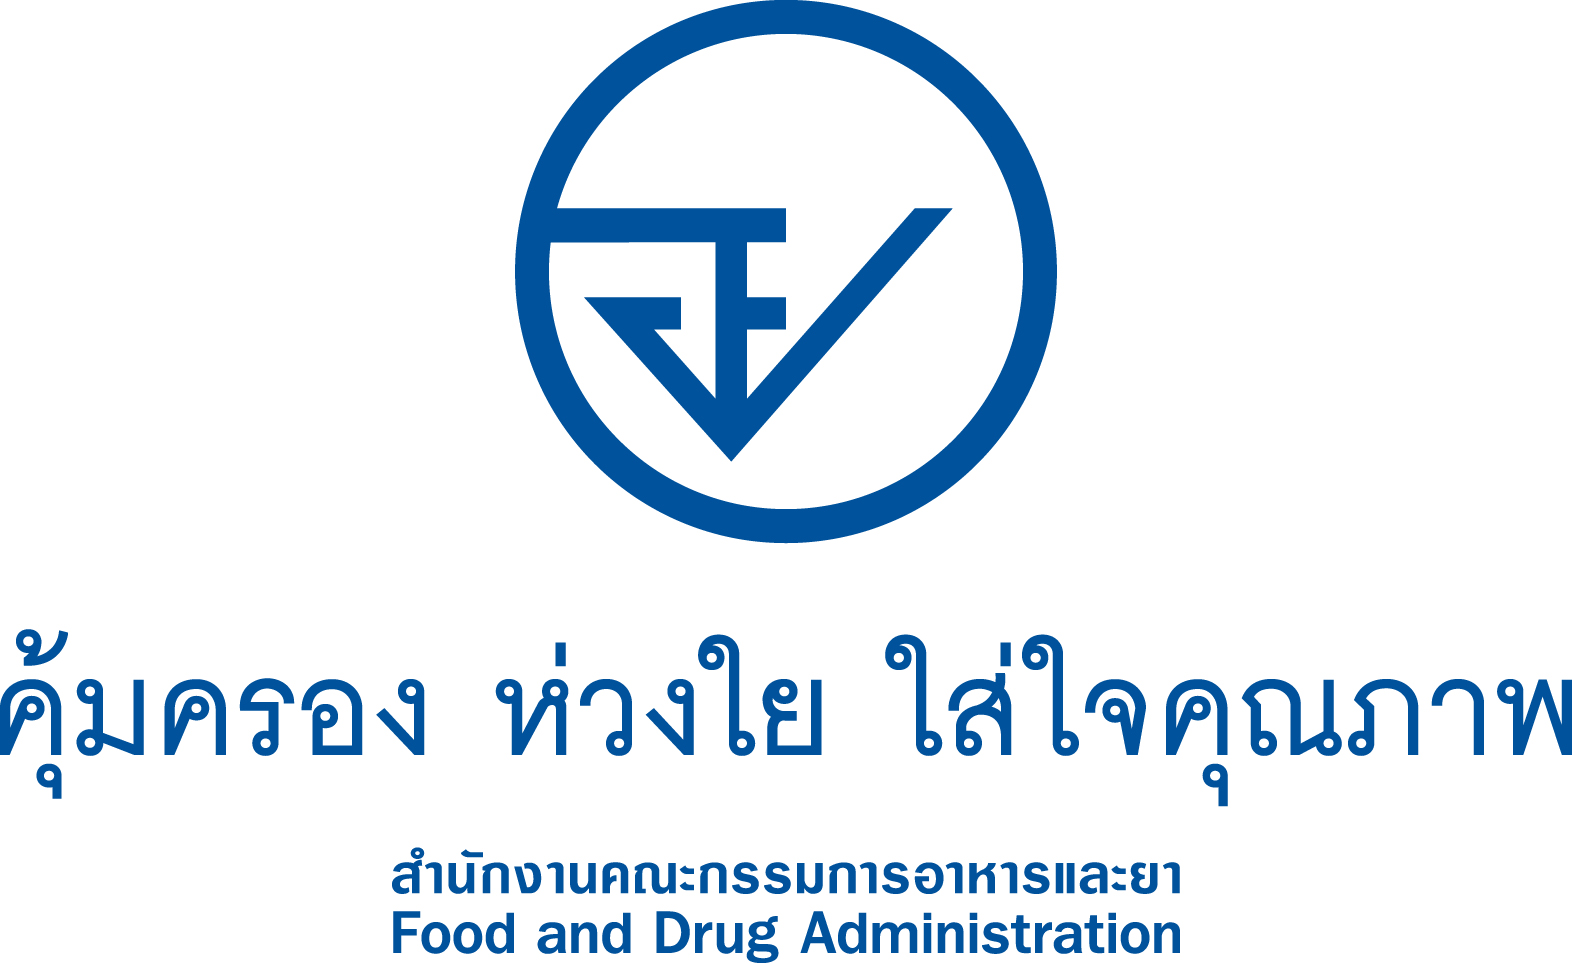 คุ้มครอง ห่วงใย ใส่ใจคุณภาพ
สำนักงานคณะกรรมการอาหารและยา
Food and Drug Administration